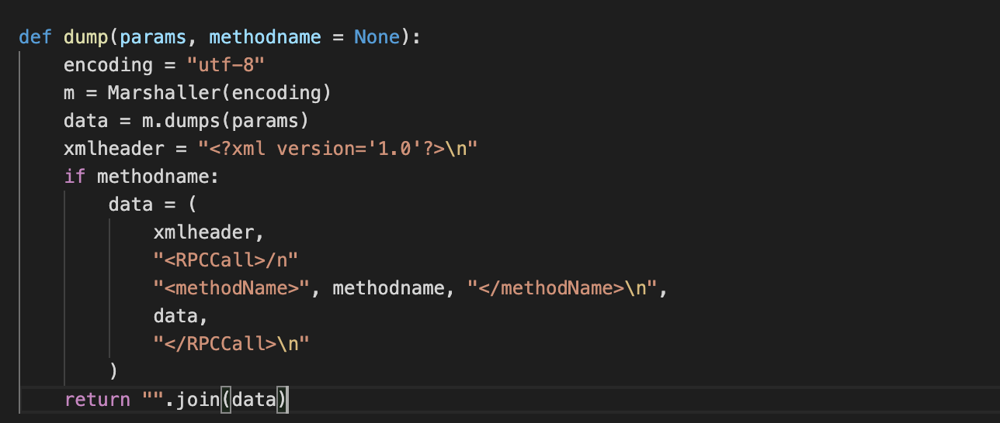 def dump(params, methodname = None):
    encoding = "utf-8"
    m = Marshaller(encoding)
    data = m.dumps(params)
    xmlheader = "<?xml version='1.0'?>\n"
    if methodname:
        data = (
            xmlheader,
            "<RPCCall>/n"
            "<methodName>", methodname, "</methodName>\n",
            data,
            "</RPCCall>\n"
        )
    return "".join(data)